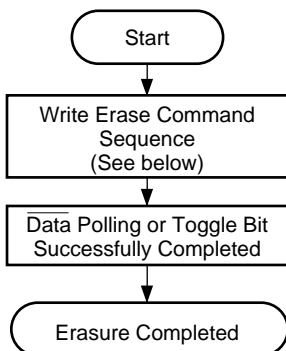 Start
Write Erase Command
Sequence
(See below)
Data Polling or Toggle Bit
Successfully Completed
Erasure Completed